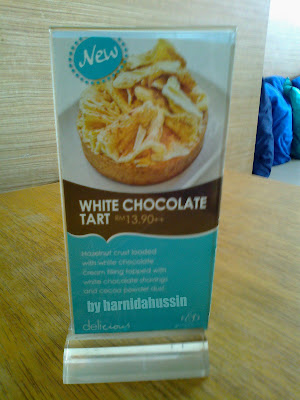 New
WHITE CHOCOLATE
TART RM13.90++
Hazelnut crust loaded
with white chocolate
cream filling topped with
white chocolate shavings
and cocoa powder dust
by harnidahussin
delicious